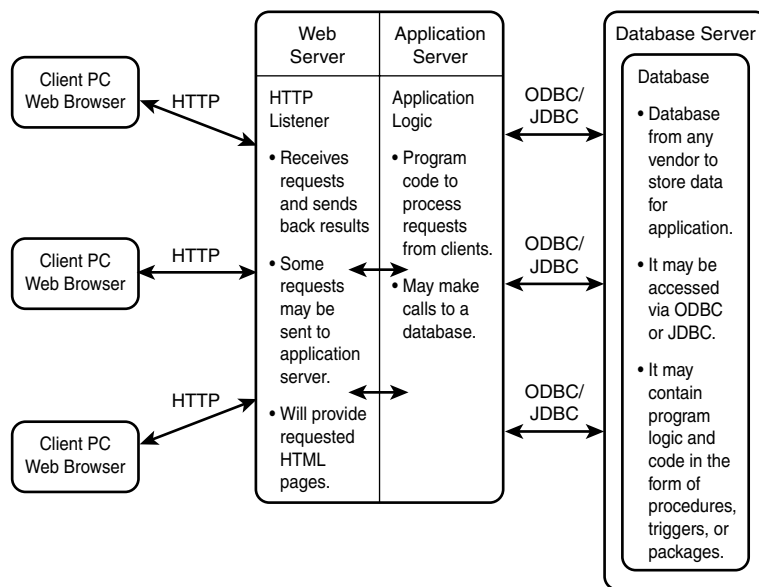 Client PC
Web Browser
HTTP
Client PC
Web Browser
HTTP
Client PC
Web Browser
HTTP
Web
Server
HTTP
Listener
• Receives
requests
and sends
back results
• Some
requests
may be
sent to
application
server.
• Will provide
requested
HTML
pages.
Application
Server
Application
Logic
• Program
code to
process
requests
from clients.
• May make
calls to a
database.
ODBC/
JDBC
ODBC/
JDBC
ODBC/
JDBC
Database Server
Database
• Database
from any
vendor to
store data
for
application.
• It may be
accessed
via ODBC
or JDBC.
• It may
contain
program
logic and
code in the
form of
procedures,
triggers, or
packages.